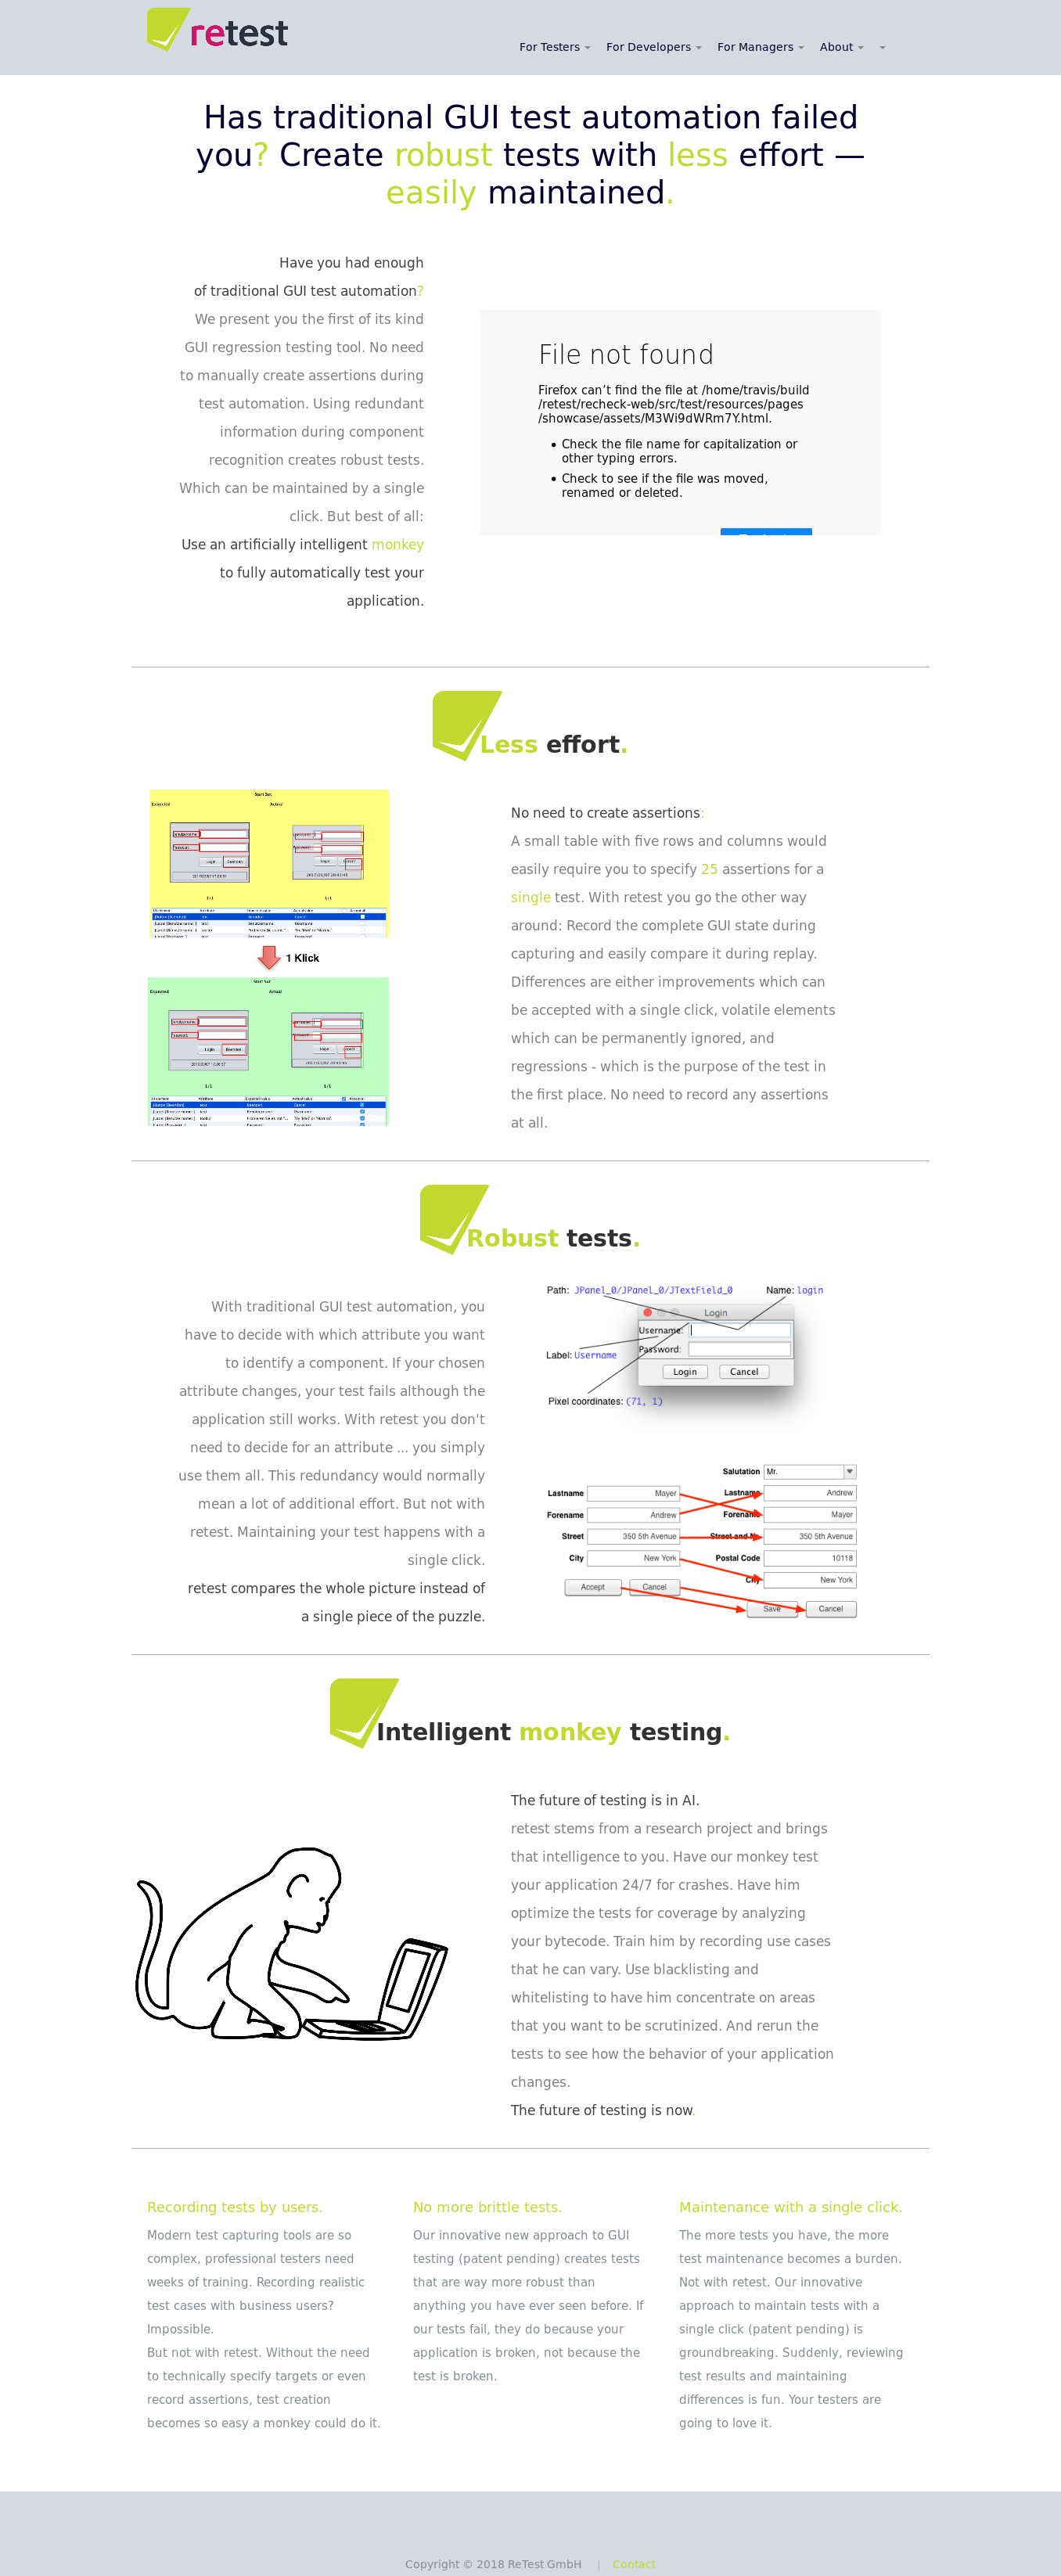 retest
For Testers
For Developers
For Managers
About
Has traditional GUI test automation failed
you? Create robust tests with less effort —
easily maintained.
Have you had enough
of traditional GUI test automation?
We present you the first of its kind
GUI regression testing tool. No need
to manually create assertions during
test automation. Using redundant
information during component
recognition creates robust tests.
Which can be maintained by a single
click. But best of all:
Use an artificially intelligent monkey
to fully automatically test your
application.
File not found
Firefox can’t find the file at /home/travis/build
/retest/recheck-web/src/test/resources/pages
/showcase/assets/M3Wi9dWRm7Y.html.
• Check the file name for capitalization or
other typing errors.
• Check to see if the file was moved,
renamed or deleted.
Less effort.
Expected
Actual
1 Klick
Expected
Actual
No need to create assertions:
A small table with five rows and columns would
easily require you to specify 25 assertions for a
single test. With retest you go the other way
around: Record the complete GUI state during
capturing and easily compare it during replay.
Differences are either improvements which can
be accepted with a single click, volatile elements
which can be permanently ignored, and
regressions - which is the purpose of the test in
the first place. No need to record any assertions
at all.
Robust tests.
With traditional GUI test automation, you
have to decide with which attribute you want
to identify a component. If your chosen
attribute changes, your test fails although the
application still works. With retest you don't
need to decide for an attribute ... you simply
use them all. This redundancy would normally
mean a lot of additional effort. But not with
retest. Maintaining your test happens with a
single click.
retest compares the whole picture instead of
a single piece of the puzzle.
Path: JPanel_0/JPanel_0/JTextField_0
Name: login
Login
Username:
Password:
Label: Username
Login
Cancel
Pixel coordinates: (71, 1)
Salutation Mr.
Lastname Mayer
Lastname Andrew
Forename Andrew
Forename Mayer
Street 350 5th Avenue
350 5th Avenue
City New York
Postal Code 10118
City New York
Accept
Cancel
Save
Cancel
Intelligent monkey testing.
The future of testing is in AI.
retest stems from a research project and brings
that intelligence to you. Have our monkey test
your application 24/7 for crashes. Have him
optimize the tests for coverage by analyzing
your bytecode. Train him by recording use cases
that he can vary. Use blacklisting and
whitelisting to have him concentrate on areas
that you want to be scrutinized. And rerun the
tests to see how the behavior of your application
changes.
The future of testing is now.
Recording tests by users.
Modern test capturing tools are so
complex, professional testers need
weeks of training. Recording realistic
test cases with business users?
Impossible.
But not with retest. Without the need
to technically specify targets or even
record assertions, test creation
becomes so easy a monkey could do it.
No more brittle tests.
Our innovative new approach to GUI
testing (patent pending) creates tests
that are way more robust than
anything you have ever seen before. If
our tests fail, they do because your
application is broken, not because the
test is broken.
Maintenance with a single click.
The more tests you have, the more
test maintenance becomes a burden.
Not with retest. Our innovative
approach to maintain tests with a
single click (patent pending) is
groundbreaking. Suddenly, reviewing
test results and maintaining
differences is fun. Your testers are
going to love it.
Copyright © 2018 ReTest GmbH | Contact